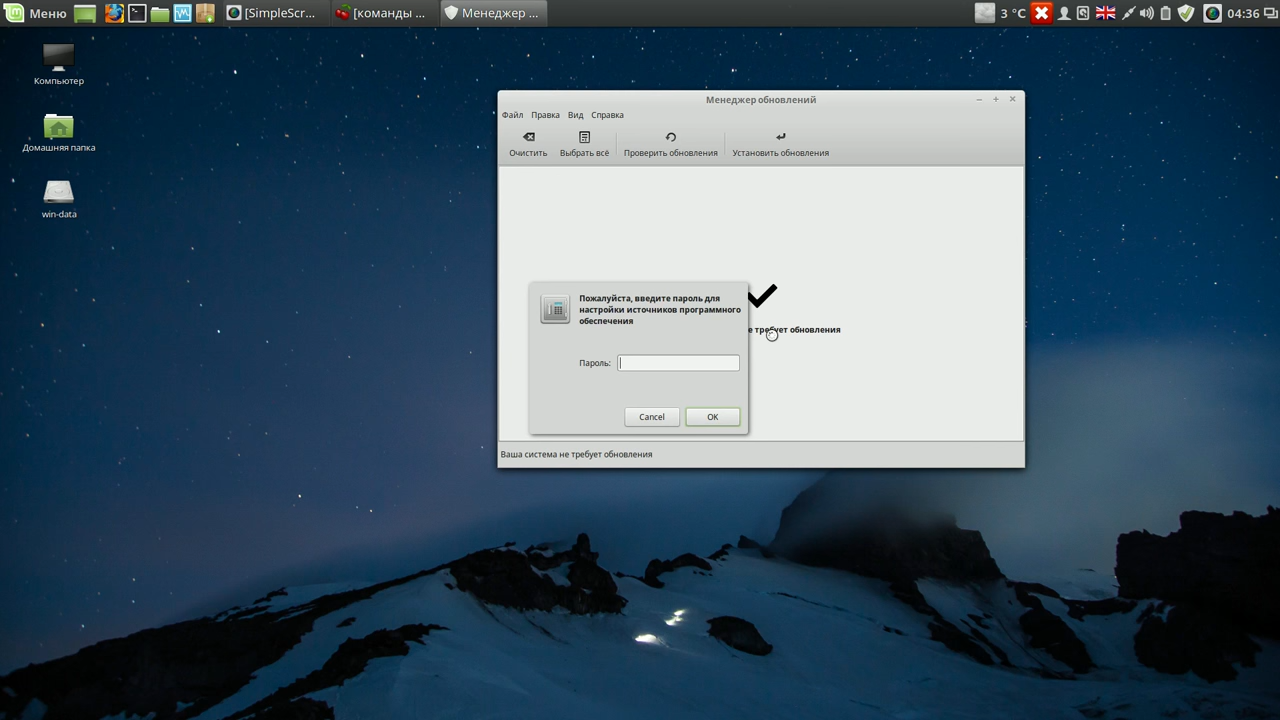 Меню
[SimpleScr...
[команды ...
Менеджер ...
3 °C
04:36
Компьютер
Домашняя папка
win-data
Менеджер обновлений
Файл Правка Вид Справка
Очистить Выбрать всё Проверить обновления Установить обновления
Пожалуйста, введите пароль для
настройки источников программного
обеспечения
е требует обновления
Пароль:
Cancel OK
Ваша система не требует обновления